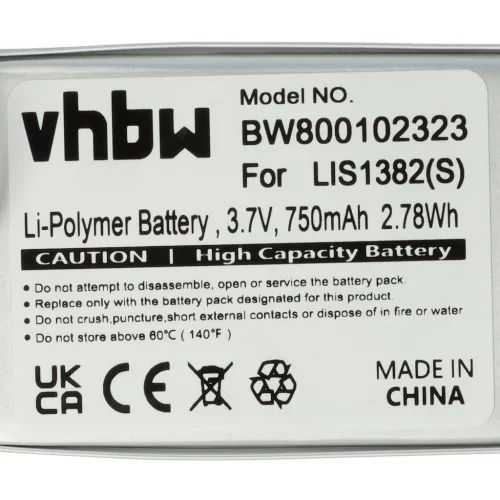 vhbw
Model NO.
BW800102323
For LIS1382(S)
Li-Polymer Battery , 3.7V, 750mAh 2.78Wh
CAUTION | High Capacity Battery
• Do not attempt to disassemble, open or service the battery pack.
• Replace only with the battery pack designated for this product.
• Do not crush,puncture,short external contacts or dispose of in fire or water
• Do not store above 60℃ ( 140℉ )
UK
CA
CE
MADE IN
CHINA